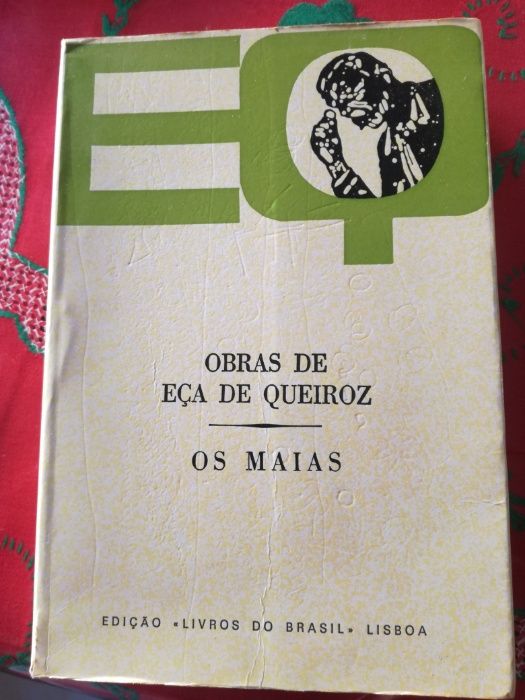 EQ
OBRAS DE
EÇA DE QUEIROZ
OS MAIAS
EDIÇÃO «LIVROS DO BRASIL» LISBOA